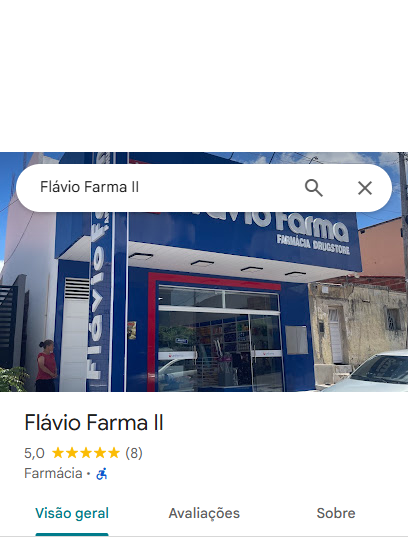 Flávio Farma II
Flávio Farma
FARMÁCIA DRUGSTORE
Flávio Fa
Flávio Farma II
5,0 (8)
Farmácia ·
Visão geral
Avaliações
Sobre